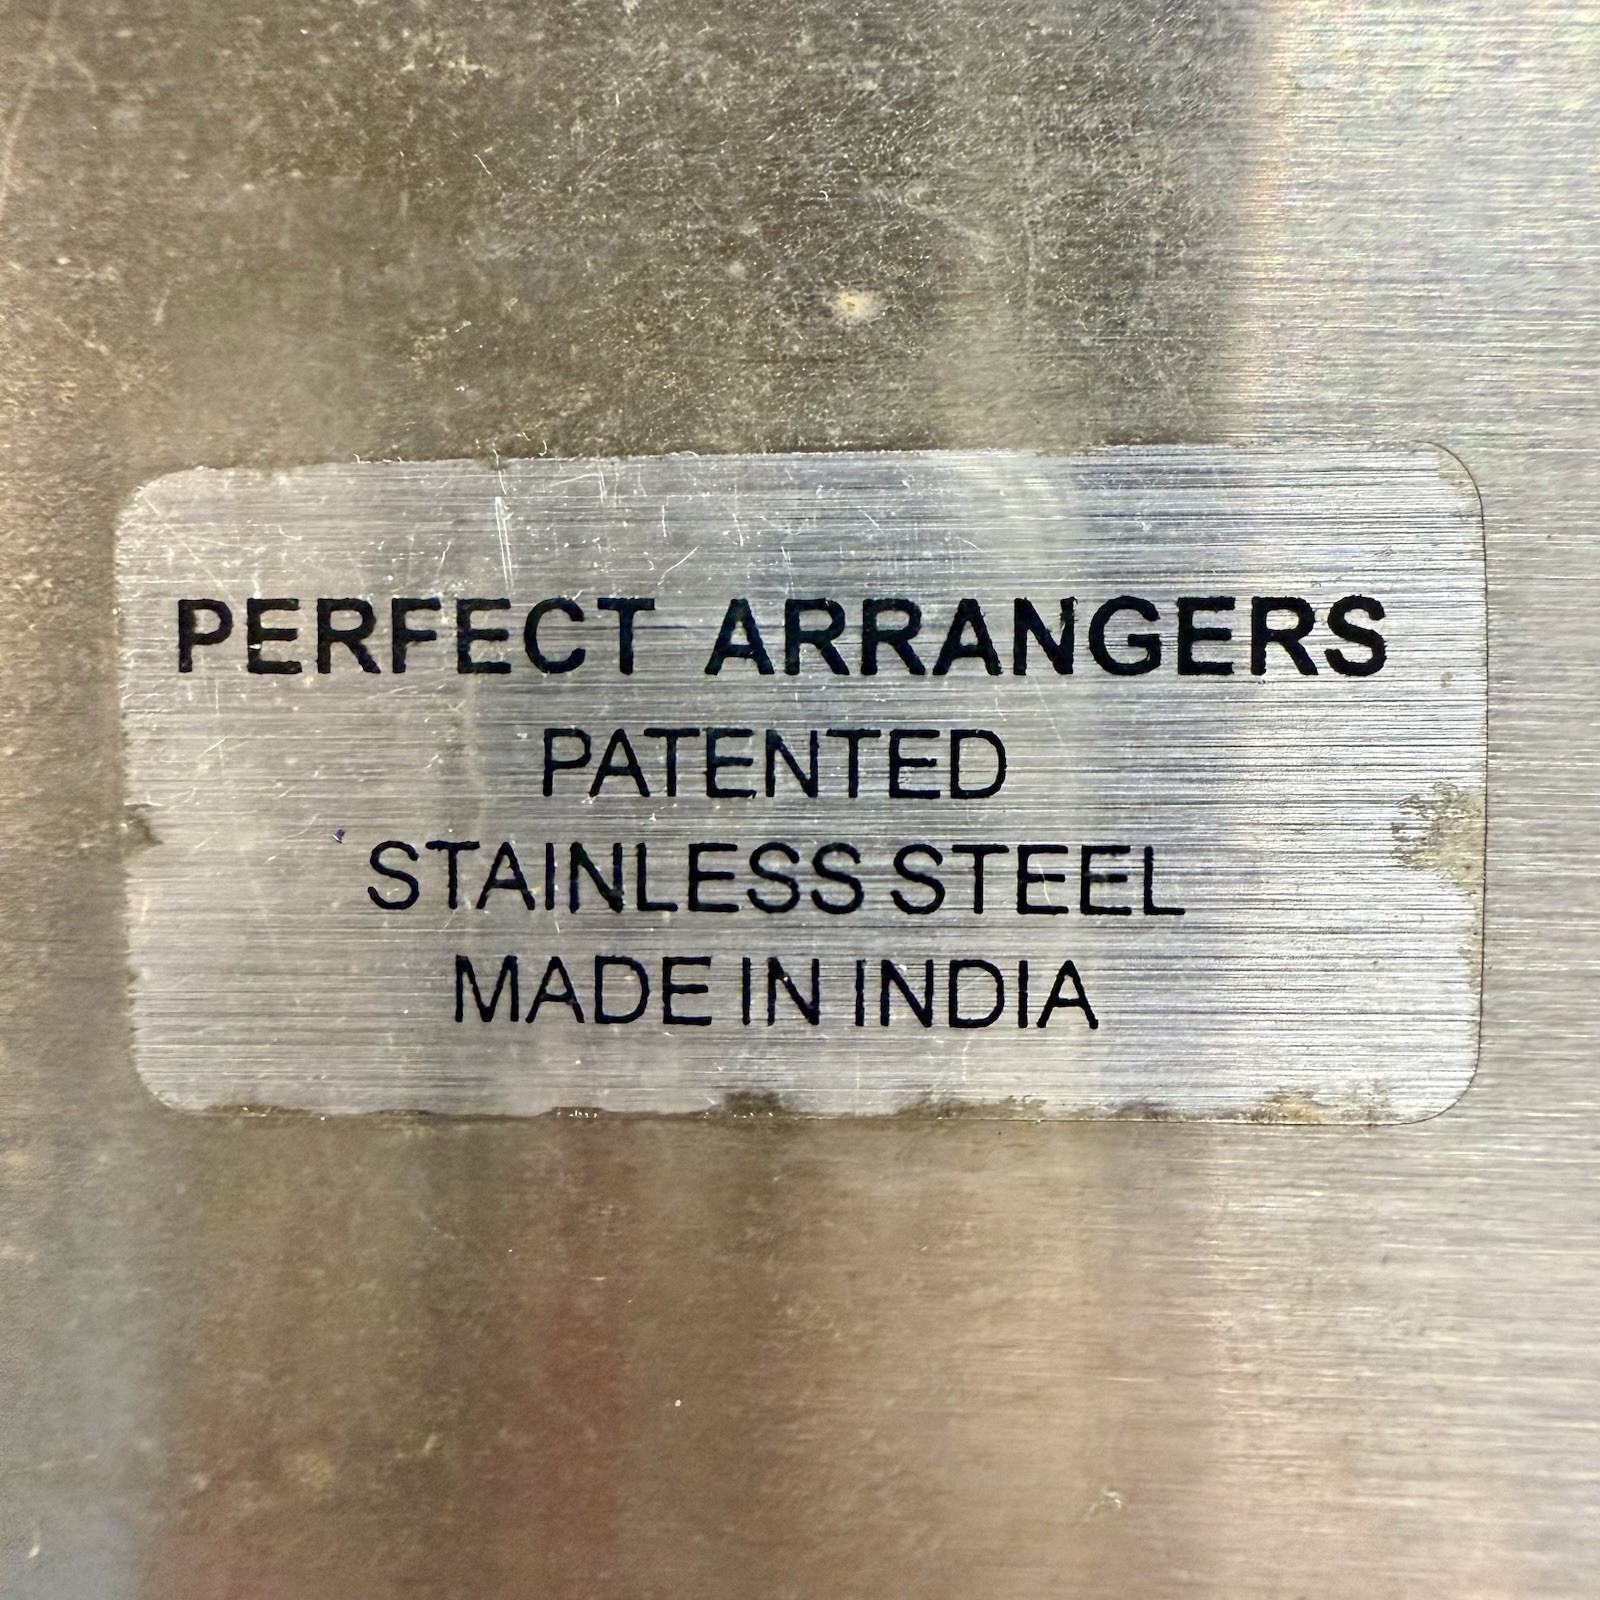 PERFECT ARRANGERS
PATENTED
STAINLESS STEEL
MADE IN INDIA